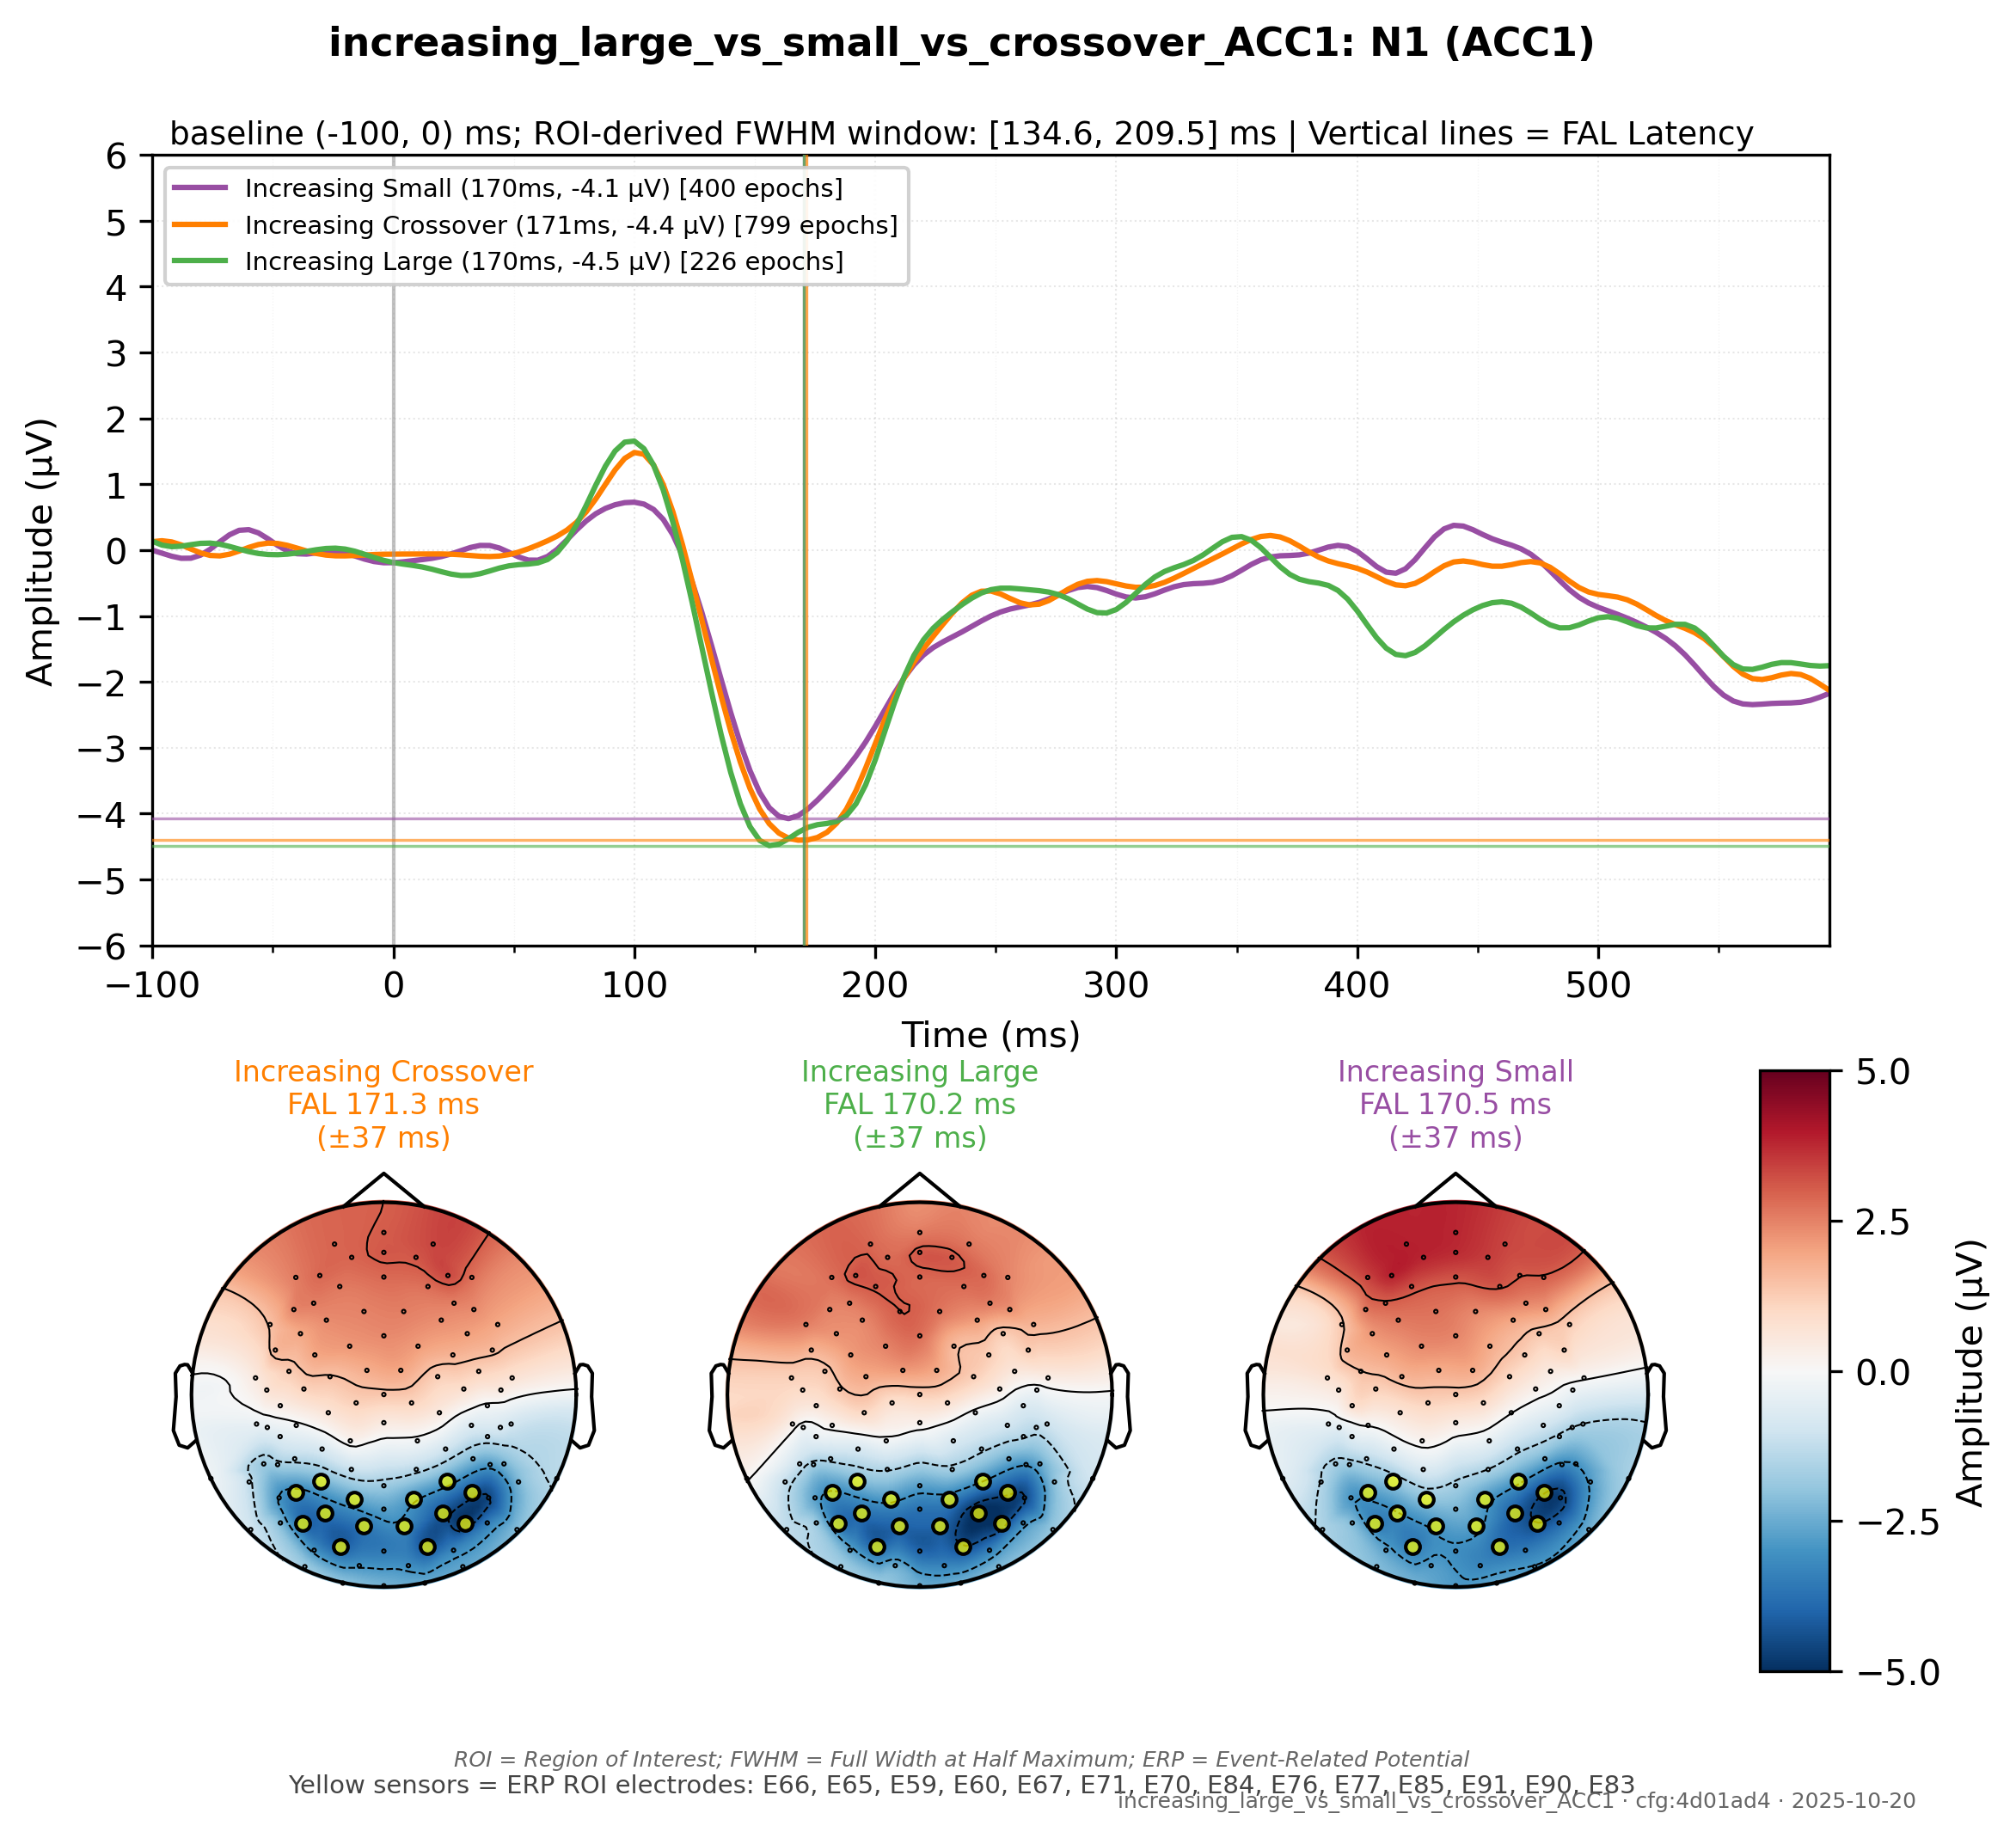 increasing_large_vs_small_vs_crossover_ACC1: N1 (ACC1)
baseline (-100, 0) ms; ROI-derived FWHM window: [134.6, 209.5] ms | Vertical lines = FAL Latency
Increasing Small (170ms, -4.1 µV) [400 epochs]
Increasing Crossover (171ms, -4.4 µV) [799 epochs]
Increasing Large (170ms, -4.5 µV) [226 epochs]
Amplitude (µV)
6
5
4
3
2
1
0
−1
−2
−3
−4
−5
−6
−100
0
100
200
300
400
500
Time (ms)
Increasing Crossover
FAL 171.3 ms
(±37 ms)
Increasing Large
FAL 170.2 ms
(±37 ms)
Increasing Small
FAL 170.5 ms
(±37 ms)
5.0
2.5
0.0
−2.5
−5.0
Amplitude (µV)
ROI = Region of Interest; FWHM = Full Width at Half Maximum; ERP = Event-Related Potential
Yellow sensors = ERP ROI electrodes: E66, E65, E59, E60, E67, E71, E70, E84, E76, E77, E85, E91, E90, E83
increasing_large_vs_small_vs_crossover_ACC1 · cfg:4d01ad4 · 2025-10-20